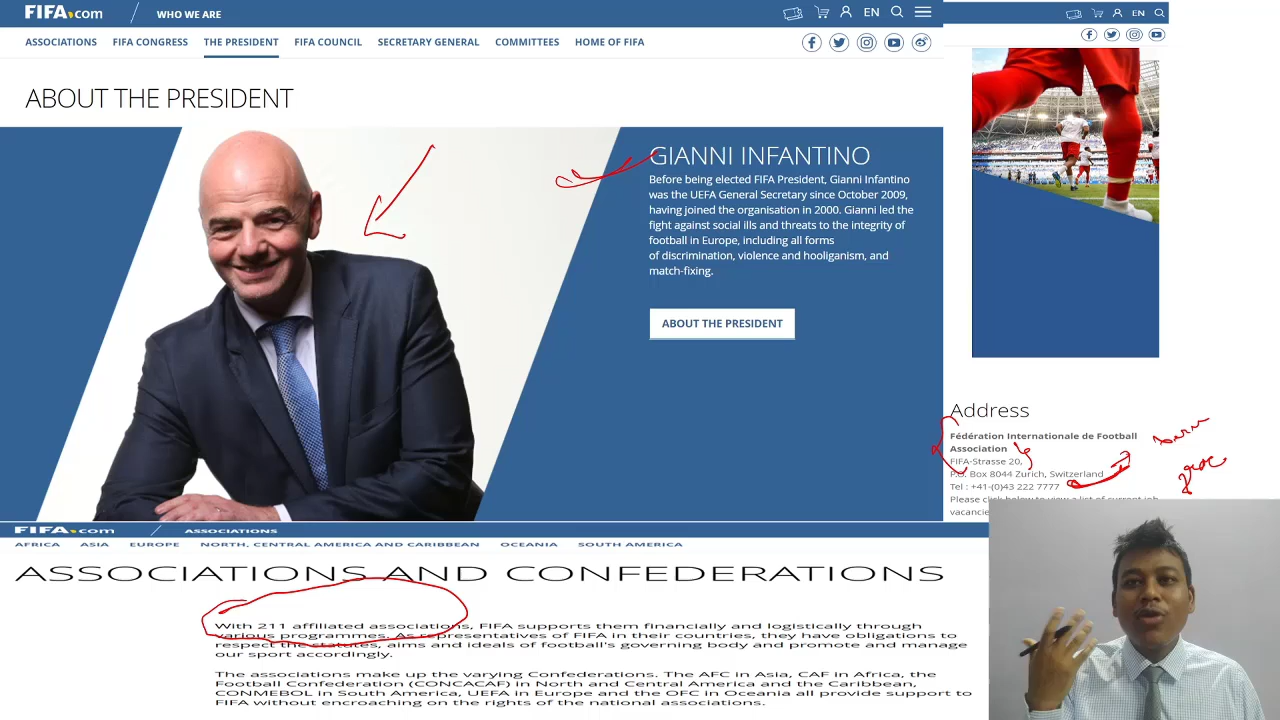 FIFA.com / WHO WE ARE EN
EN
ASSOCIATIONS FIFA CONGRESS THE PRESIDENT FIFA COUNCIL SECRETARY GENERAL COMMITTEES HOME OF FIFA
ABOUT THE PRESIDENT
GIANNI INFANTINO
Before being elected FIFA President, Gianni Infantino
was the UEFA General Secretary since October 2009,
having joined the organisation in 2000. Gianni led the
fight against social ills and threats to the integrity of
football in Europe, including all forms
of discrimination, violence and hooliganism, and
match-fixing.
ABOUT THE PRESIDENT
Address
Fédération Internationale de Football
Association
FIFA-Strasse 20,
P.O. Box 8044 Zurich, Switzerland
Tel : +41-(0)43 222 7777
Please click below to view a list of current job
vacancie
FIFA.com / ASSOCIATIONS
AFRICA ASIA EUROPE NORTH, CENTRAL AMERICA AND CARIBBEAN OCEANIA SOUTH AMERICA
ASSOCIATIONS AND CONFEDERATIONS
With 211 affiliated associations, FIFA supports them financially and logistically through
various programmes. As representatives of FIFA in their countries, they have obligations to
respect the statutes, aims and ideals of football's governing body and promote and manage
our sport accordingly.
The associations make up the varying Confederations. The AFC in Asia, CAF in Africa, the
Football Confederation (CONCACAF) in North and Central America and the Caribbean,
CONMEBOL in South America, UEFA in Europe and the OFC in Oceania all provide support to
FIFA without encroaching on the rights of the national associations.